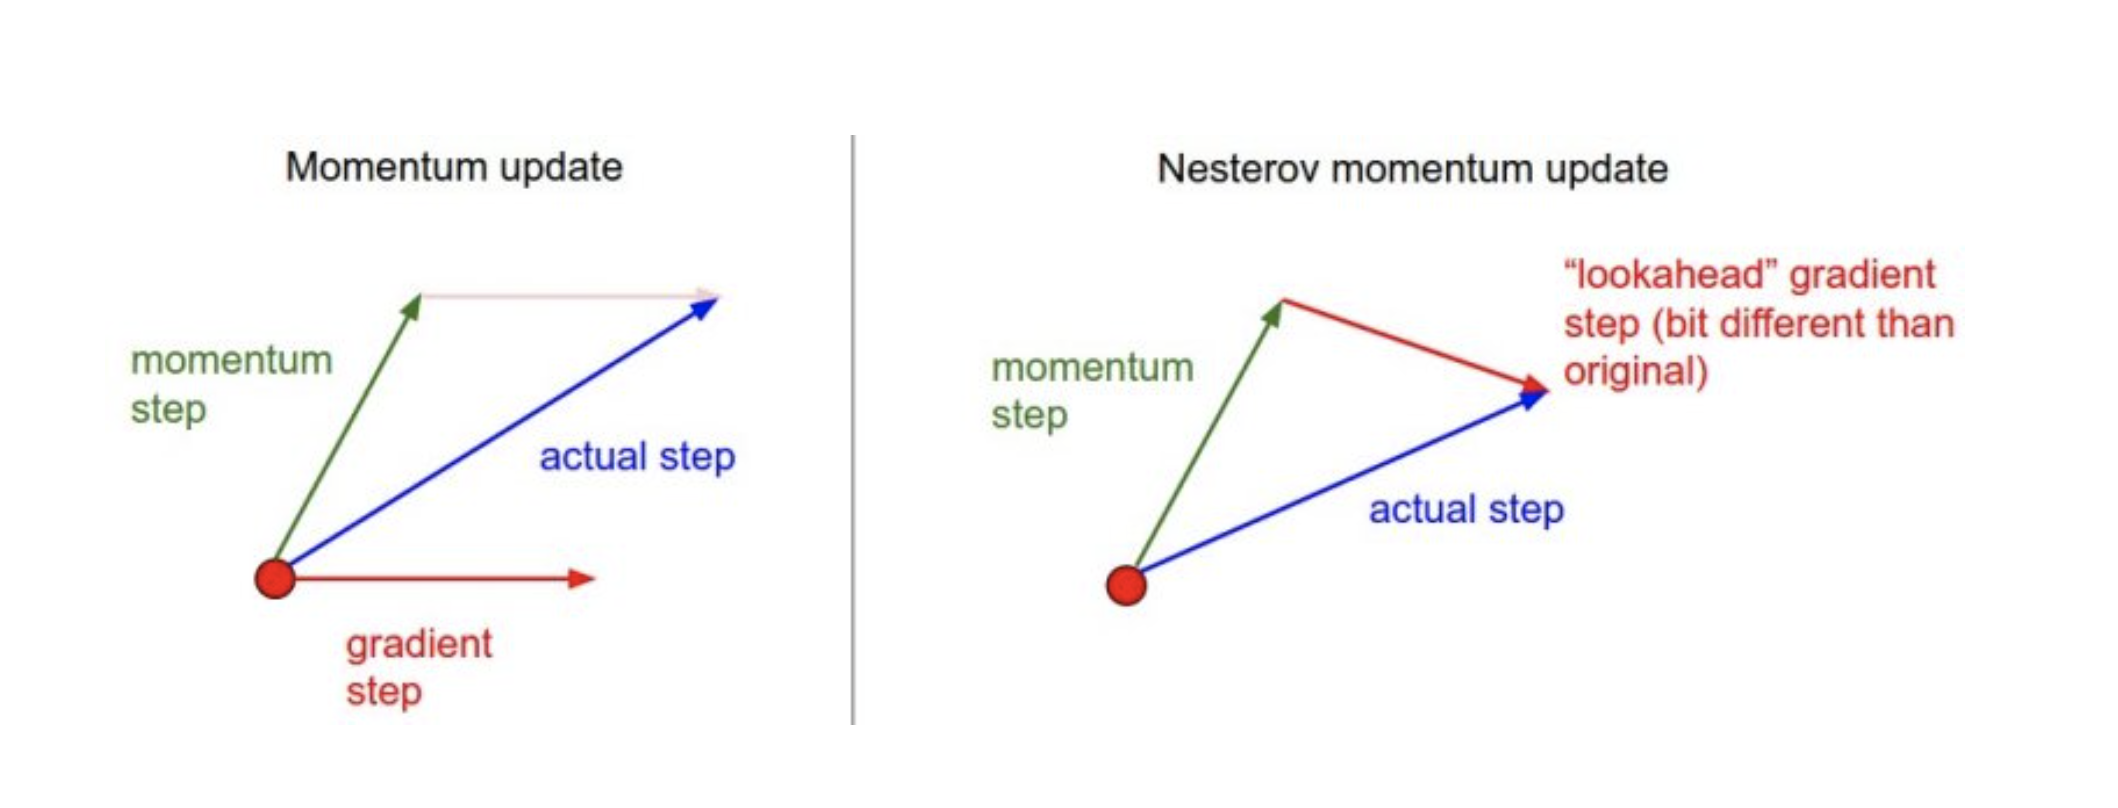 Momentum update
momentum
step
actual step
gradient
step
Nesterov momentum update
“lookahead” gradient
step (bit different than
original)
momentum
step
actual step